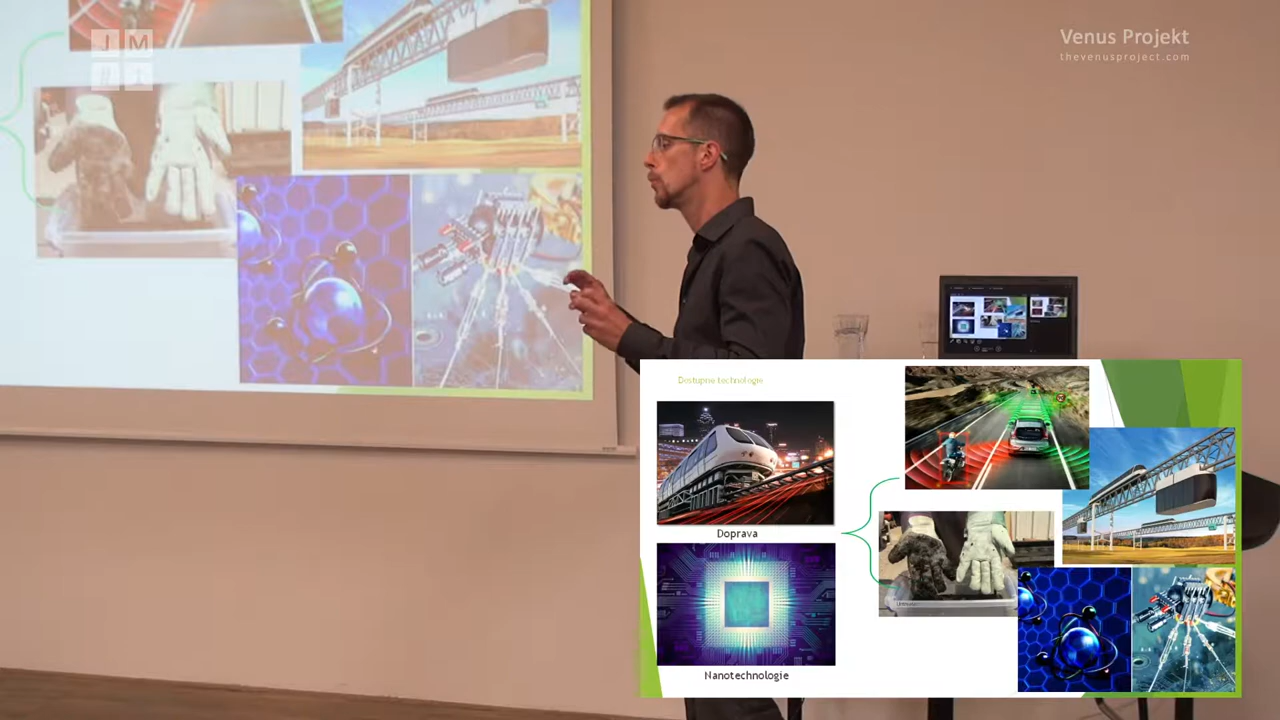 J M
Venus Projekt
thevenusproject.com
Dostupne technologie
Doprava
Nanotechnologie